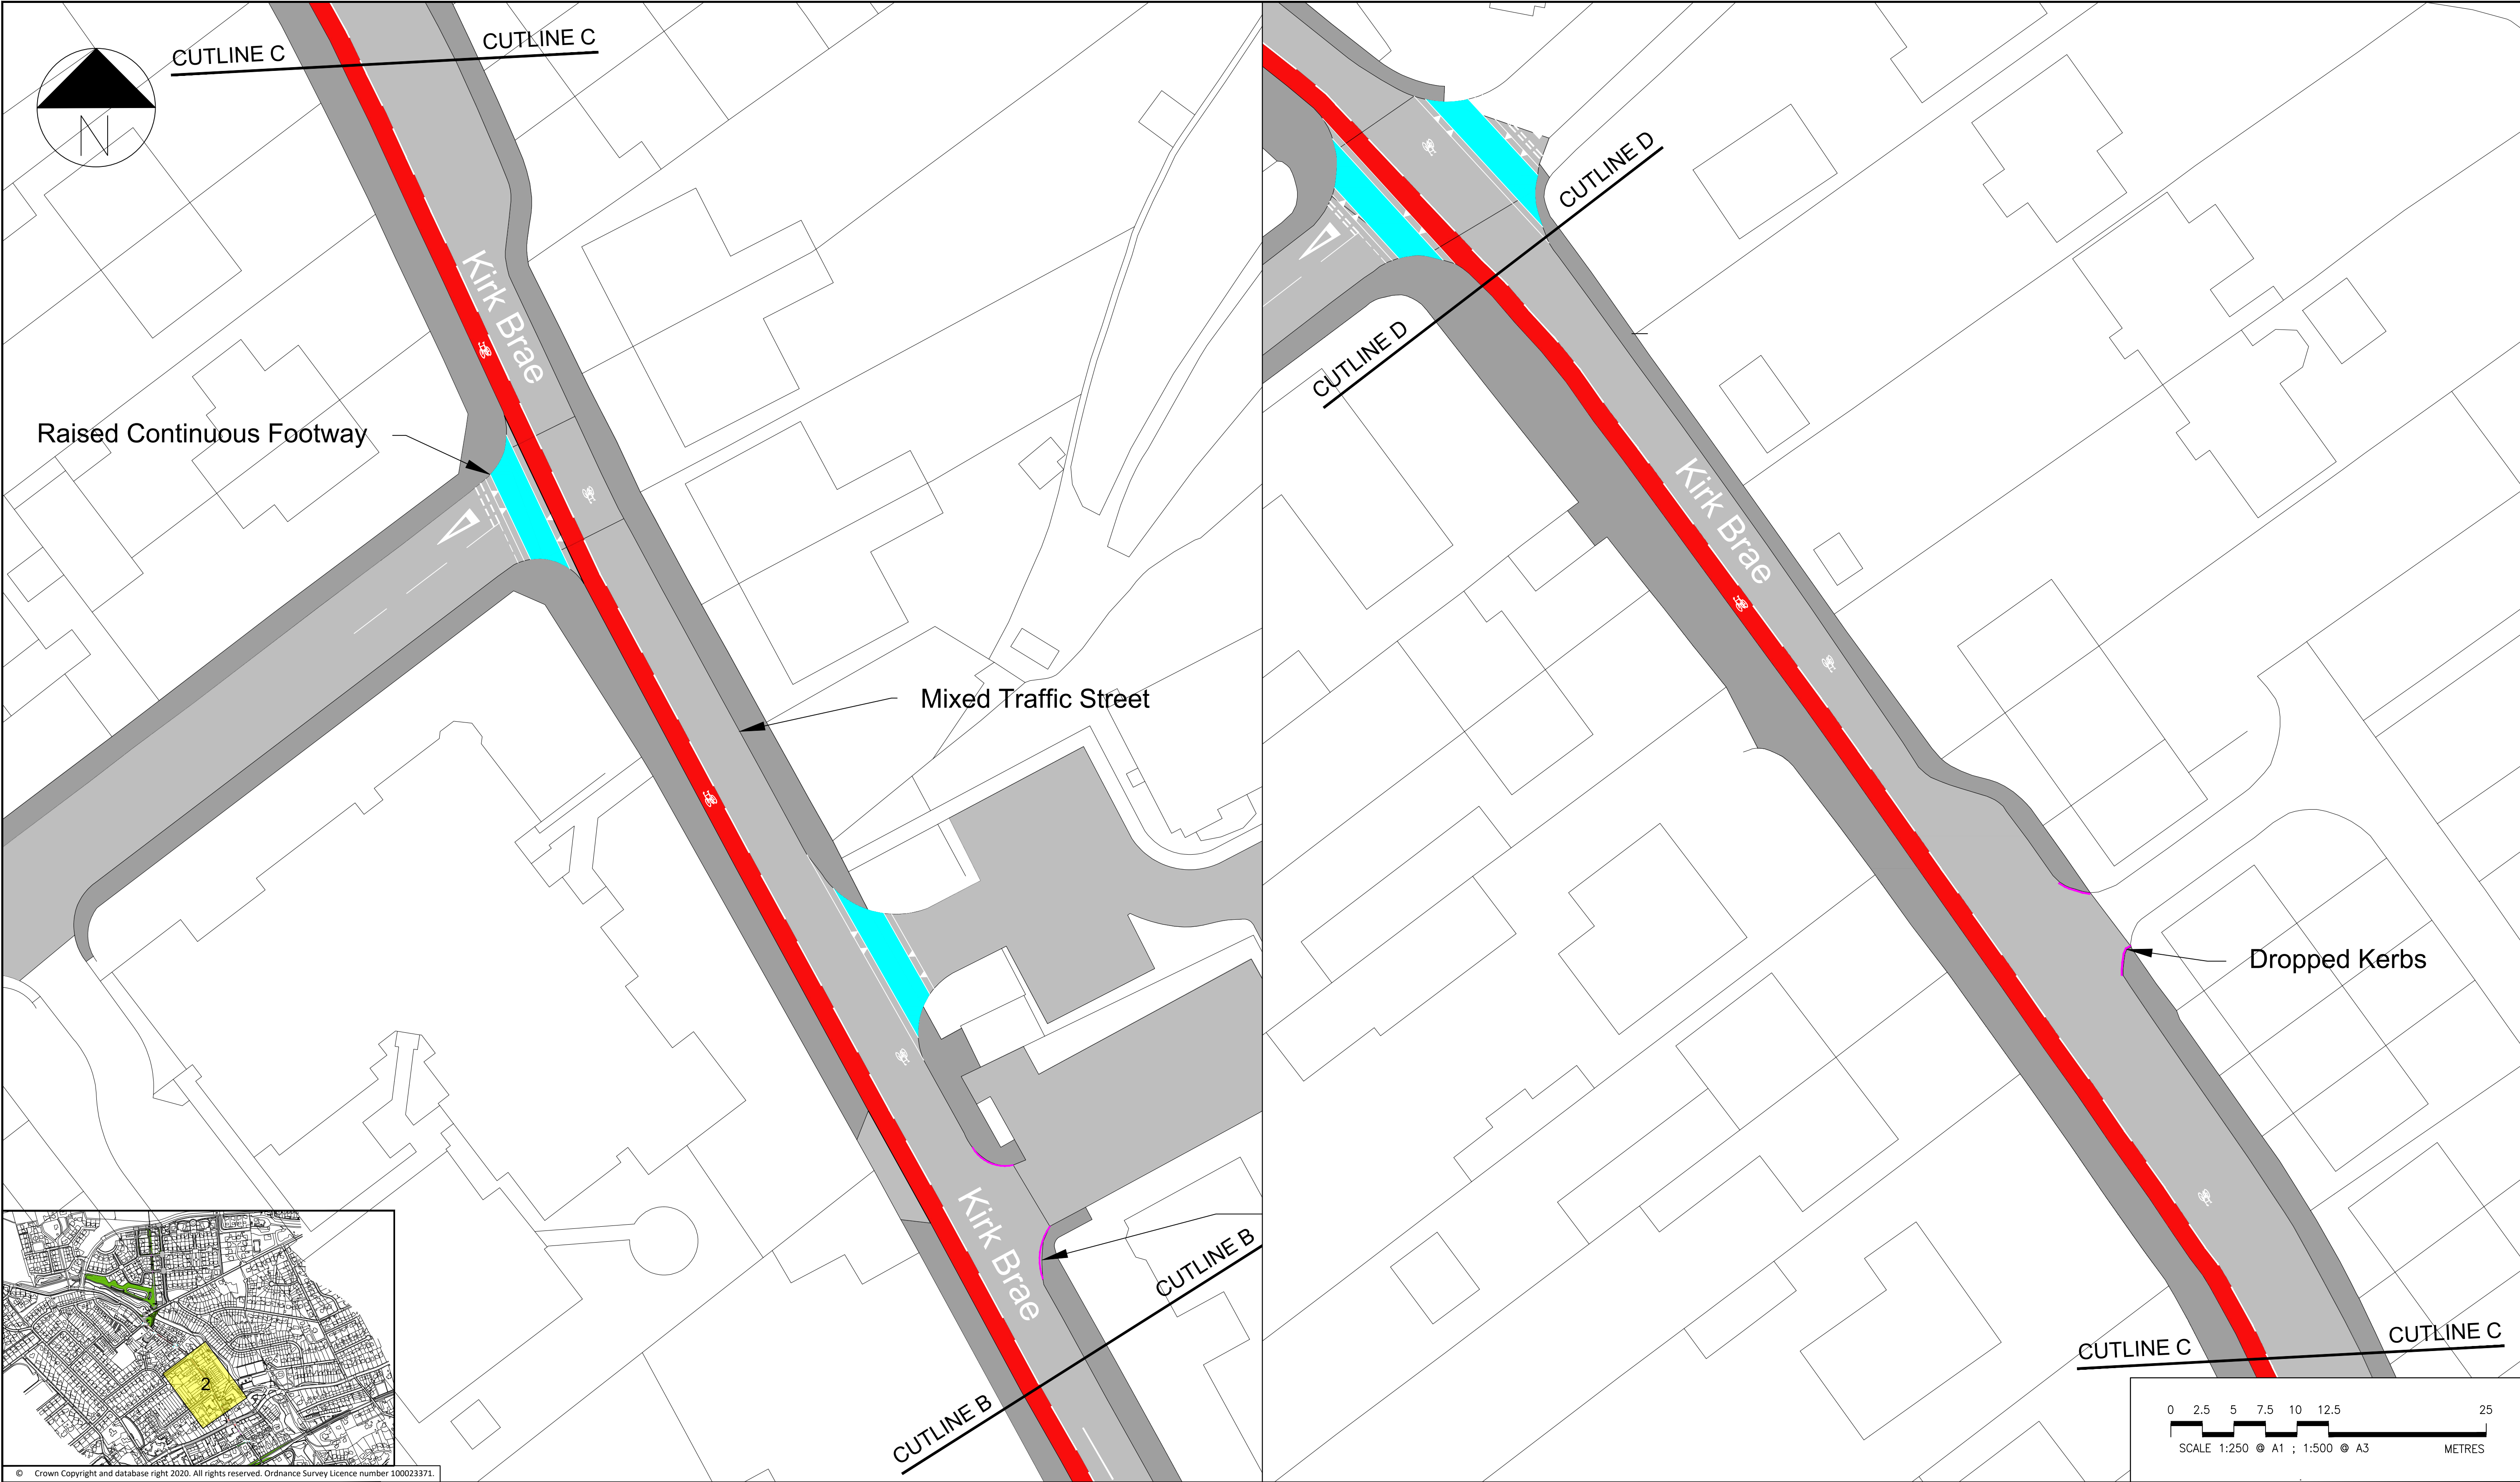 CUTLINE C
CUTLINE C
N
Kirk Brae
Raised Continuous Footway
Mixed Traffic Street
Kirk Brae
CUTLINE B
CUTLINE B
2
© Crown Copyright and database right 2020. All rights reserved. Ordnance Survey Licence number 100023371.
CUTLINE D
CUTLINE D
Kirk Brae
Dropped Kerbs
CUTLINE C
CUTLINE C
0 2.5 5 7.5 10 12.5 25
SCALE 1:250 @ A1 ; 1:500 @ A3 METRES